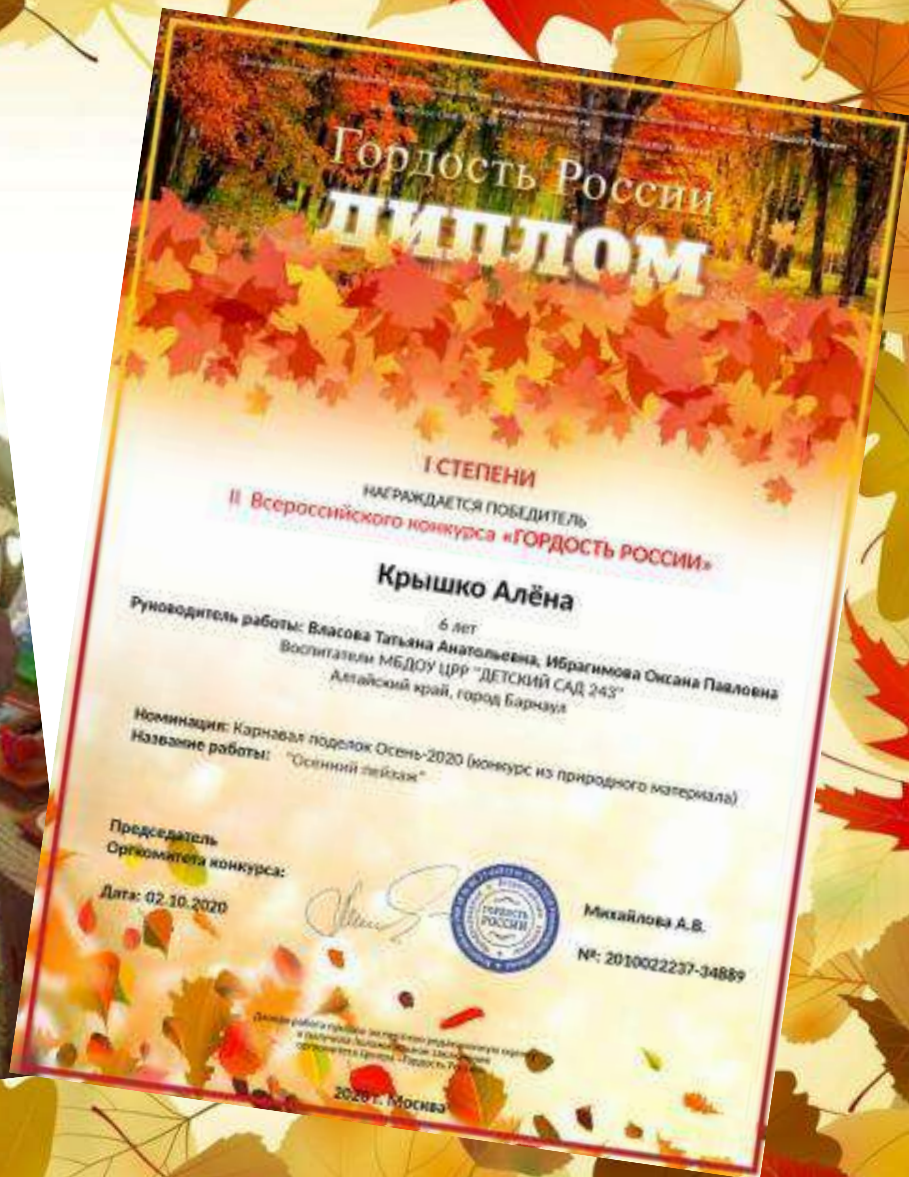 Гордость России
ДИПЛОМ
I СТЕПЕНИ
НАГРАЖДАЕТСЯ ПОБЕДИТЕЛЬ
II Всероссийского конкурса «ГОРДОСТЬ РОССИИ»
Крышко Алёна
6 лет
Руководитель работы: Власова Татьяна Анатольевна, Ибрагимова Оксана Павловна
Воспитатели МБДОУ ЦРР "ДЕТСКИЙ САД 243"
Алтайский край, город Барнаул
Номинация: Карнавал поделок Осень-2020 (конкурс из природного материала)
Название работы: "Осенний пейзаж"
Председатель
Оргкомитета конкурса:
Дата: 02.10.2020
ГОРДОСТЬ
РОССИИ
Михайлова А.В.
№: 2010022237-34889
2020 г. Москва